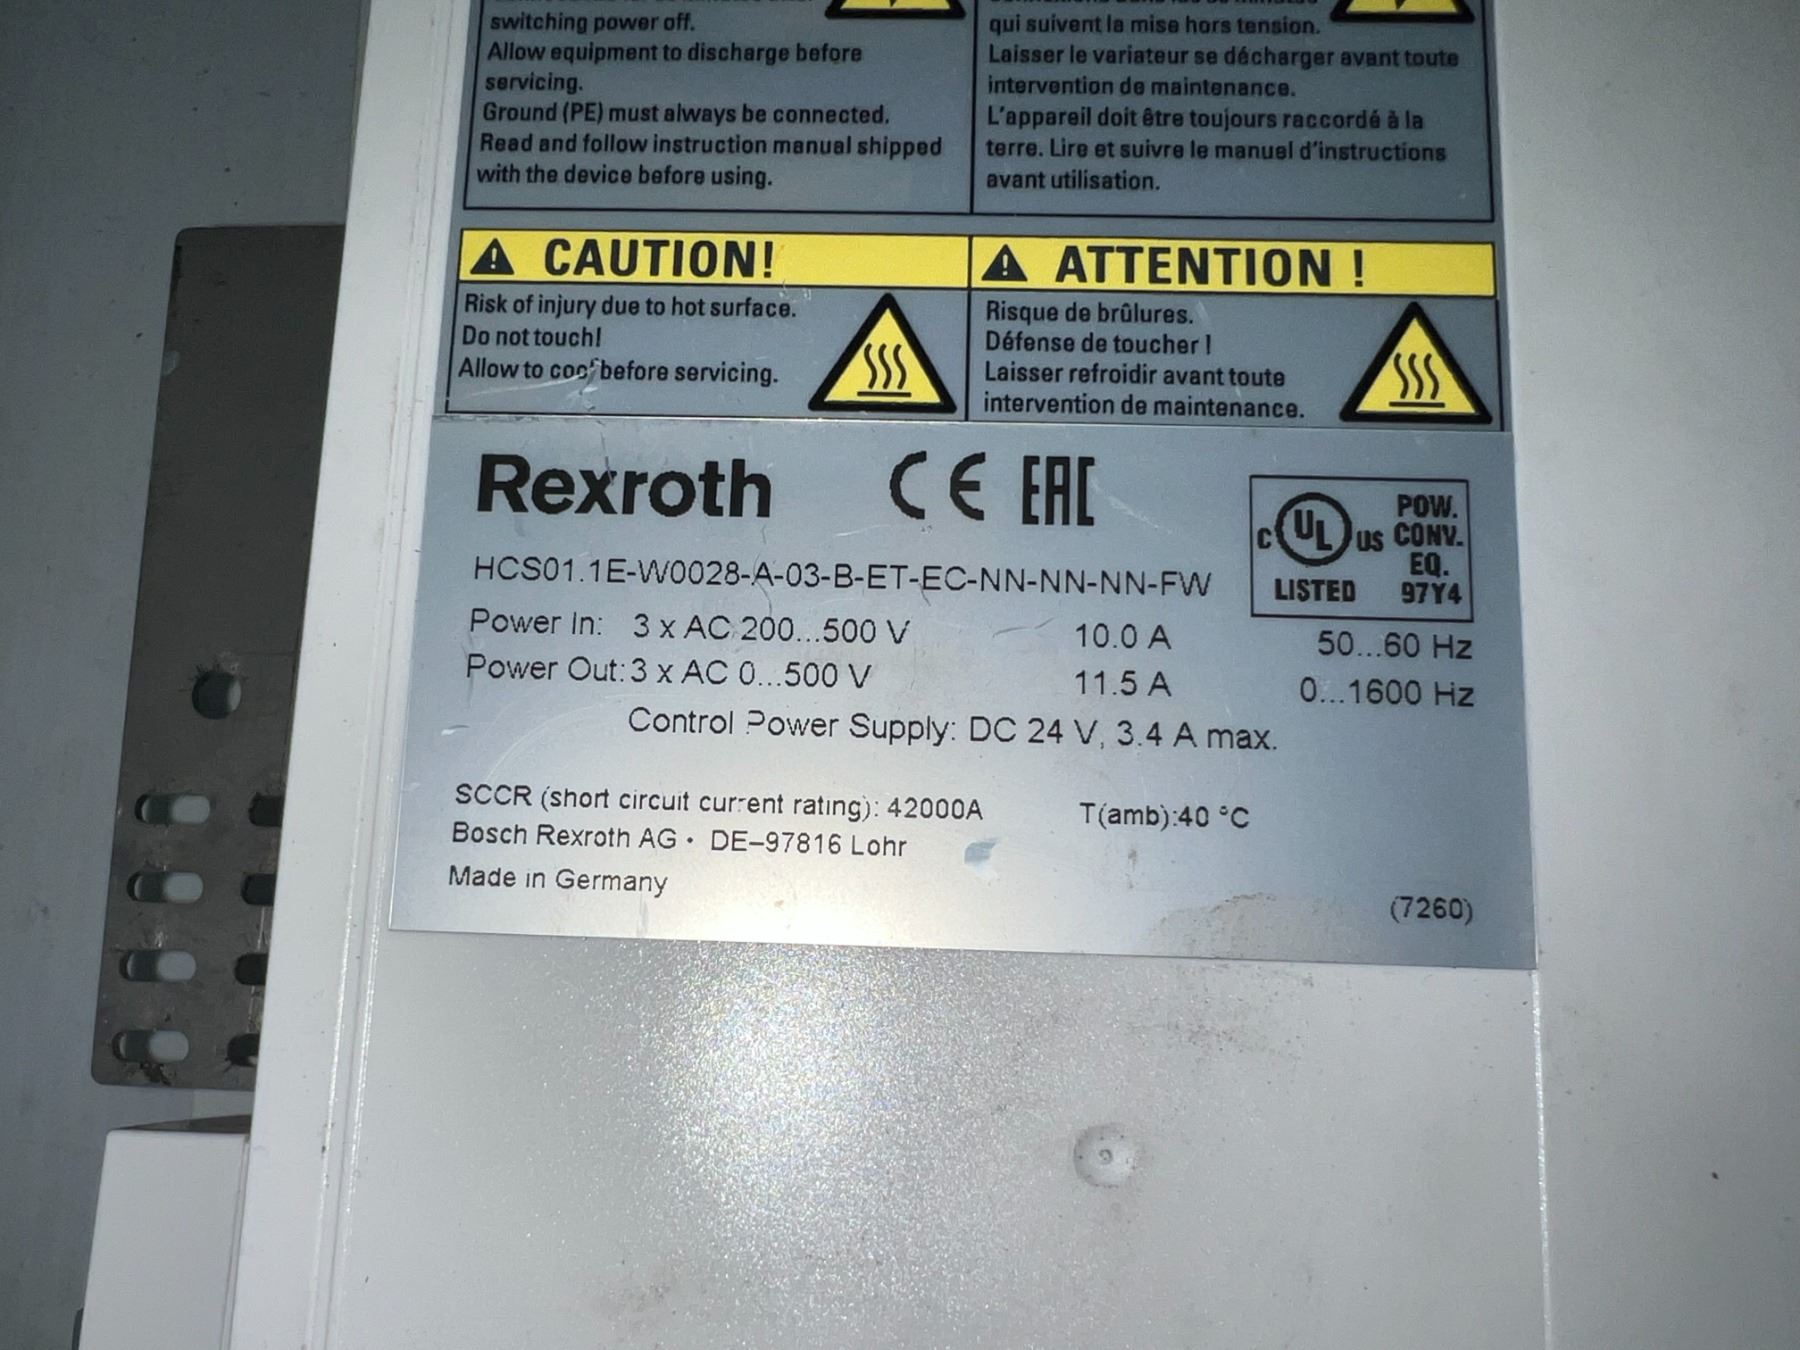 switching power off.
Allow equipment to discharge before
servicing.
Ground (PE) must always be connected.
Read and follow instruction manual shipped
with the device before using.
qui suivent la mise hors tension.
Laisser le variateur se décharger avant toute
intervention de maintenance.
L'appareil doit être toujours raccordé à la
terre. Lire et suivre le manuel d'instructions
avant utilisation.
CAUTION!
Risk of injury due to hot surface.
Do not touch!
Allow to cool before servicing.
ATTENTION !
Risque de brûlures.
Défense de toucher !
Laisser refroidir avant toute
intervention de maintenance.
Rexroth CE EAC
C UL US LISTED
POW.
CONV.
EQ.
97Y4
HCS01.1E-W0028-A-03-B-ET-EC-NN-NN-NN-FW
Power In: 3 x AC 200...500 V 10.0 A 50...60 Hz
Power Out: 3 x AC 0...500 V 11.5 A 0...1600 Hz
Control Power Supply: DC 24 V, 3.4 A max.
SCCR (short circuit current rating): 42000A T(amb):40 °C
Bosch Rexroth AG • DE-97816 Lohr
Made in Germany
(7260)